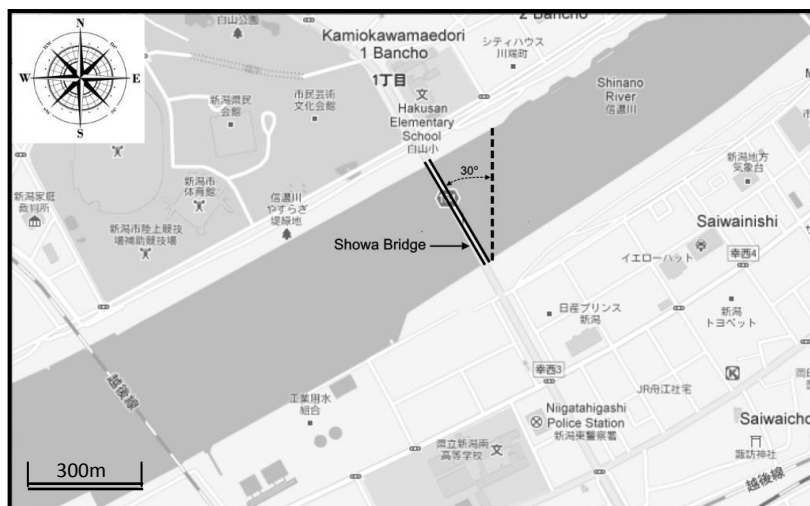 白山公園
Kamiokawamaedori
1 Bancho
1丁目
2 Bancho
シティハウス
川端町
N
W
E
S
新潟県民
会館
市民芸術
文化会館
文
Hakusan
Elementary
School
白山小
Shinano
River
信濃川
30°
新潟家庭
裁判所
新潟市
体育館
信濃川
やすらぎ
堤緑地
新潟市陸上競技
場補助競技場
新潟地方
気象台
Saiwainishi
Showa Bridge
イエローハット
幸西4
日産プリンス
新潟
新潟
トヨペット
越後線
幸西3
JR舟江社宅
K
工業用水
組合
Niigatahigashi
Police Station
新潟東警察署
県立新潟南
高等学校
文
Saiwaicho
諏訪神社
越後線
300m